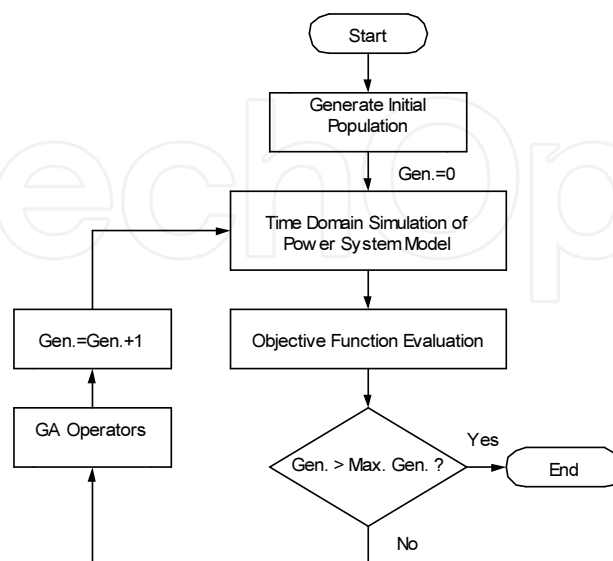 Start
Generate Initial
Population
Gen.=0
Time Domain Simulation of
Power System Model
Gen.=Gen.+1
Objective Function Evaluation
GA Operators
Gen. > Max. Gen. ?
Yes
End
No
echOp